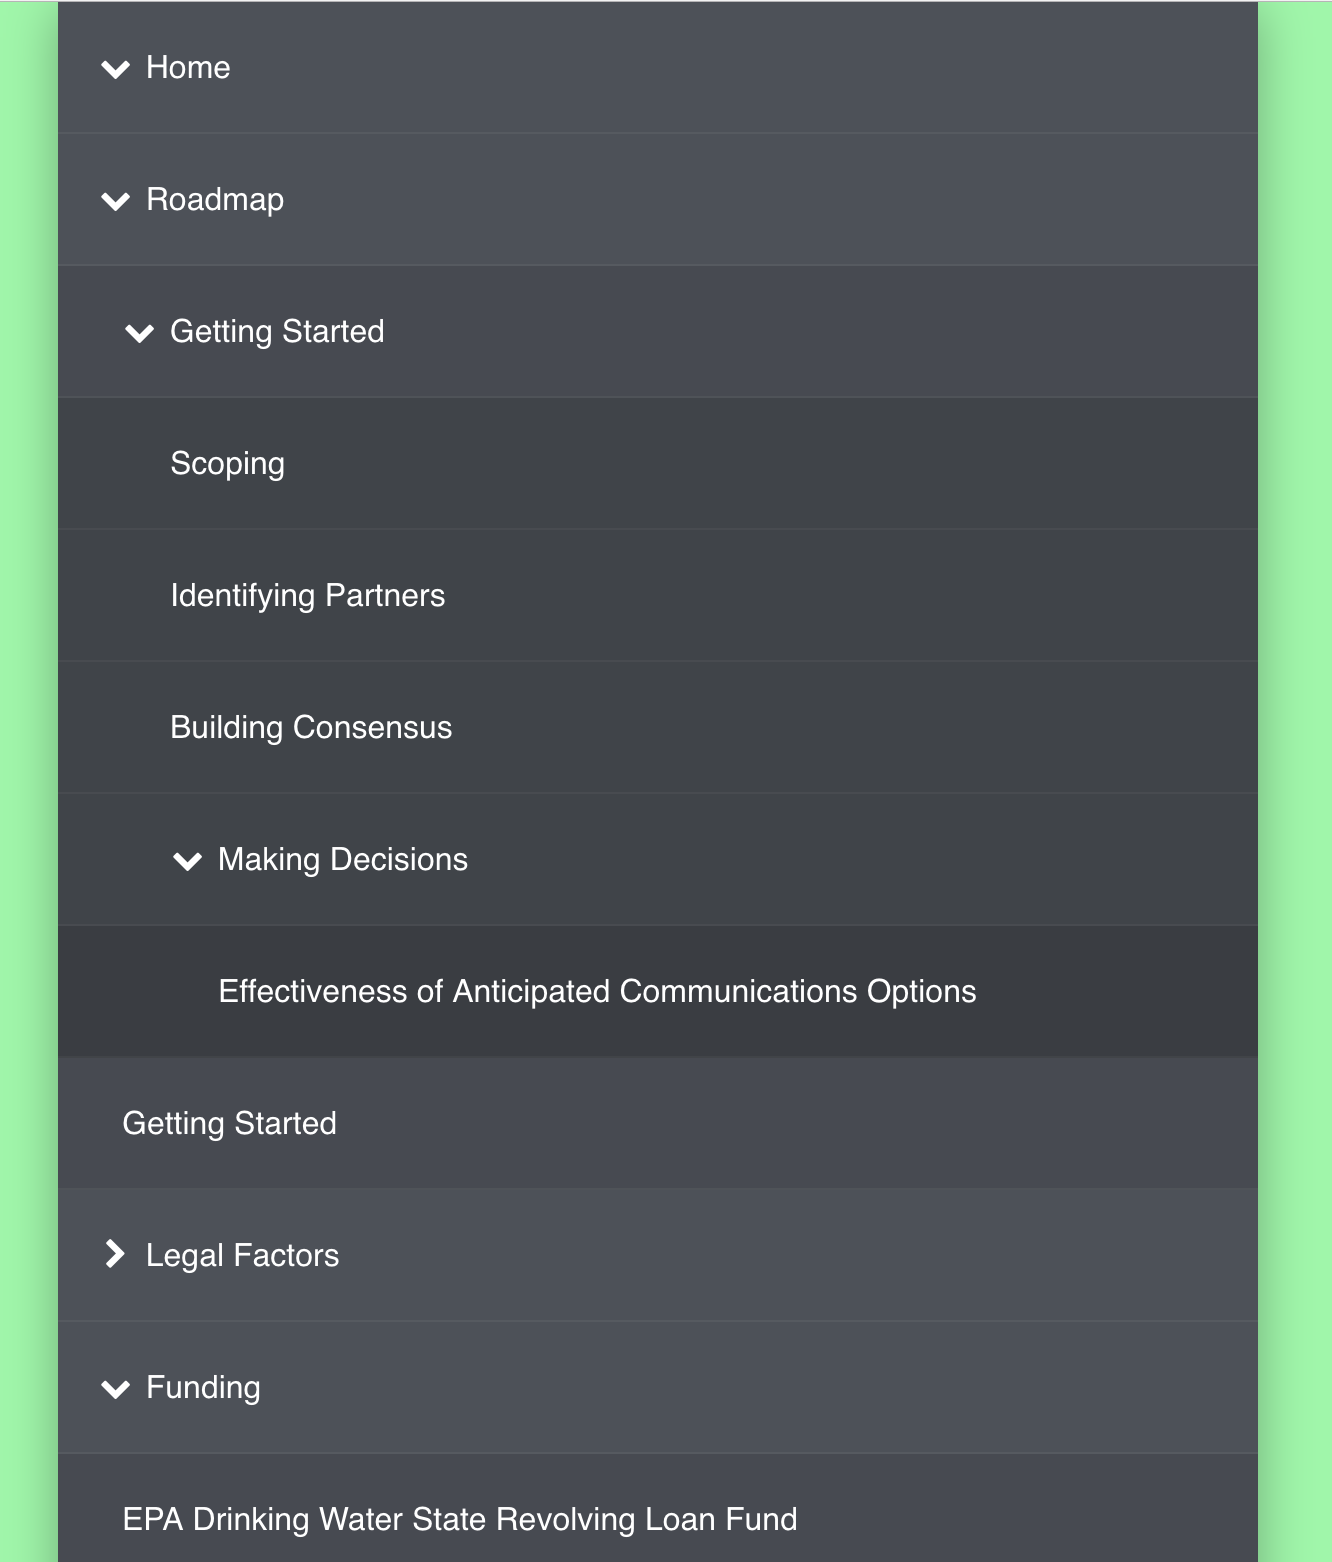 Home
Roadmap
Getting Started
Scoping
Identifying Partners
Building Consensus
Making Decisions
Effectiveness of Anticipated Communications Options
Getting Started
Legal Factors
Funding
EPA Drinking Water State Revolving Loan Fund